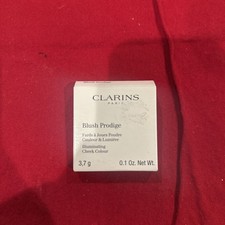 CLARINS
PARIS
Blush Prodige
Fards à Joues Poudre
Couleur & Lumière
Illuminating
Cheek Colour
3,7 g 0.1 Oz. Net Wt.